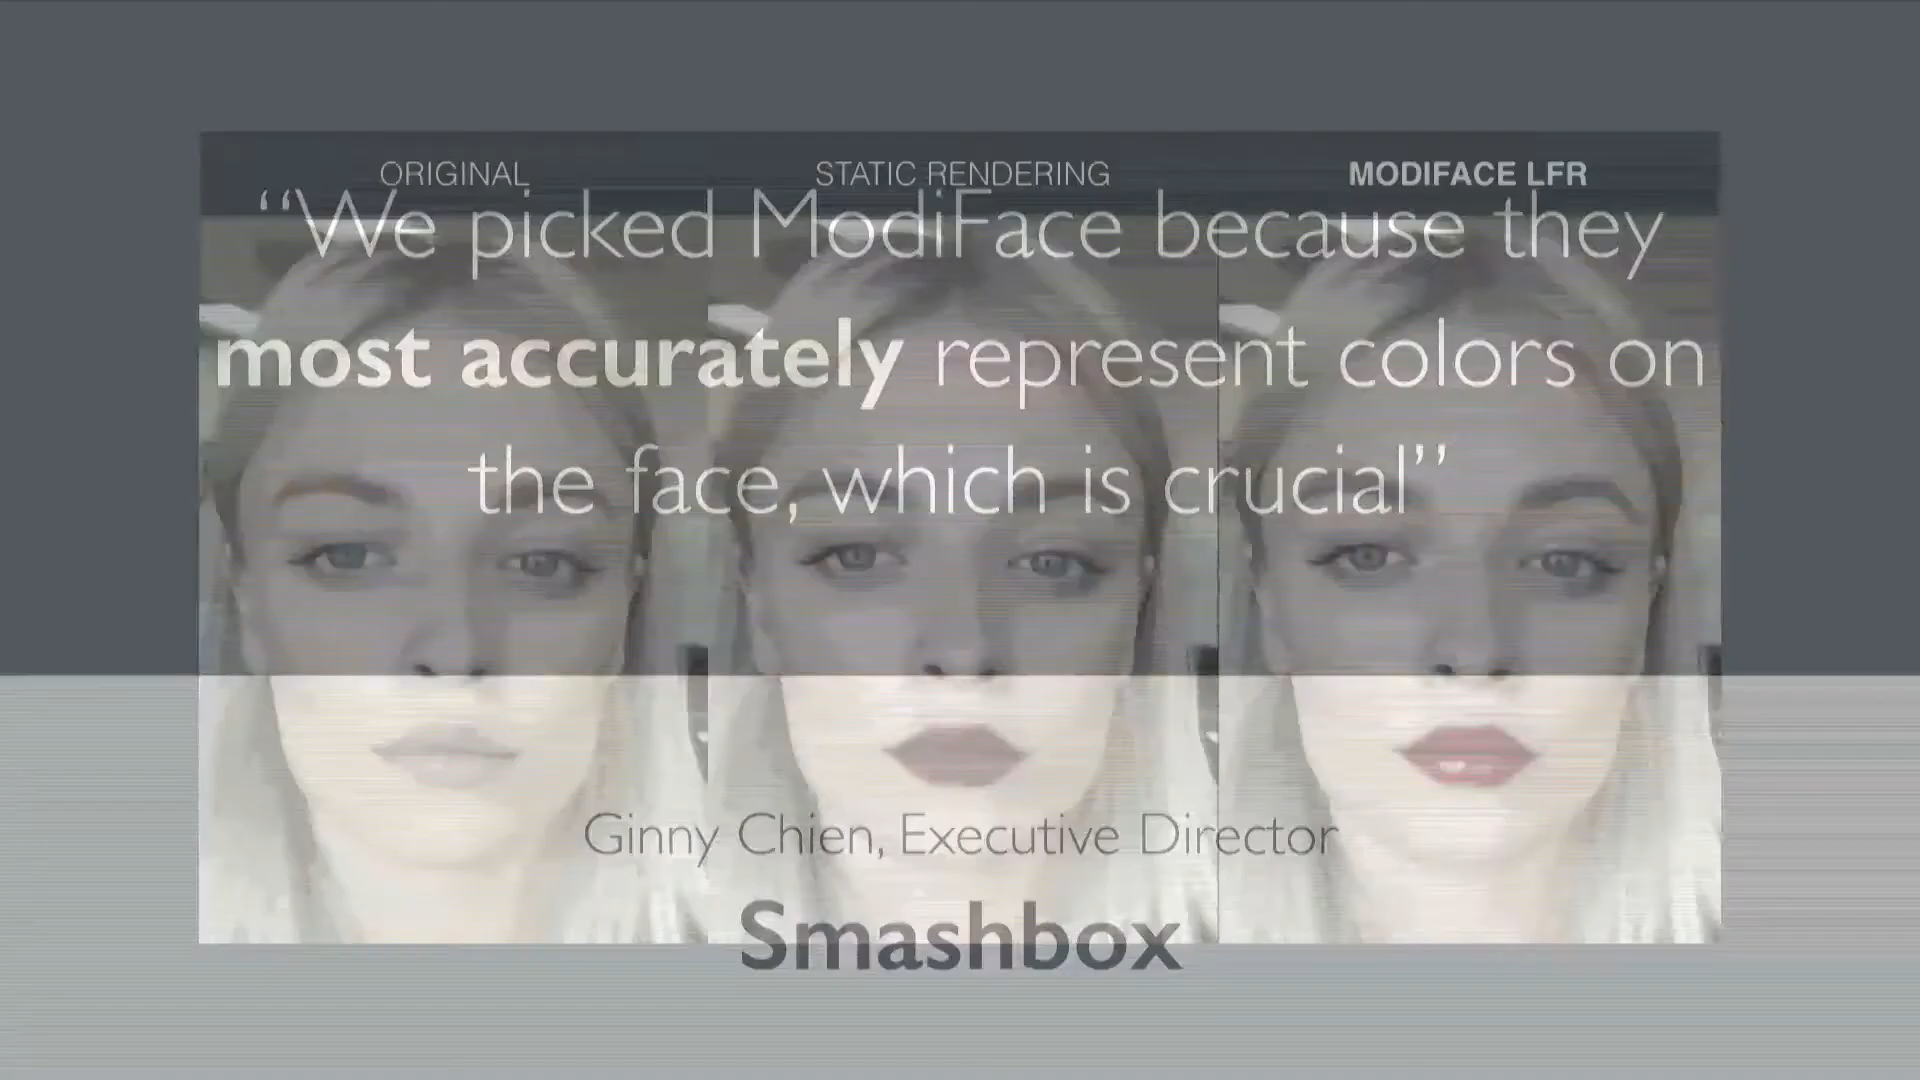 ORIGINAL
STATIC RENDERING
MODIFACE LFR
“We picked ModiFace because they
most accurately represent colors on
the face, which is crucial”
Ginny Chien, Executive Director
Smashbox